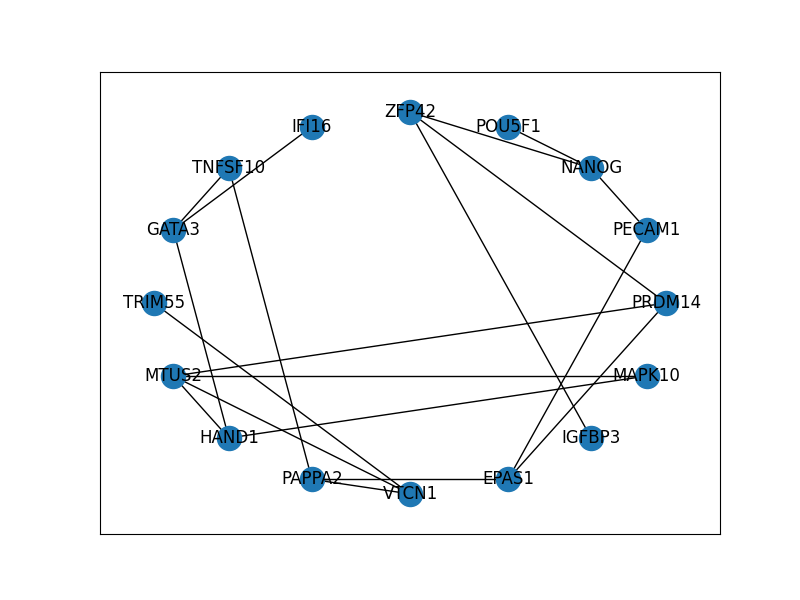 ZFP42
IFI16
POU5F1
TNFSF10
NANOG
GATA3
PECAM1
TRIM55
PRDM14
MTUS2
MAPK10
HAND1
IGFBP3
PAPPA2
EPAS1
VTCN1